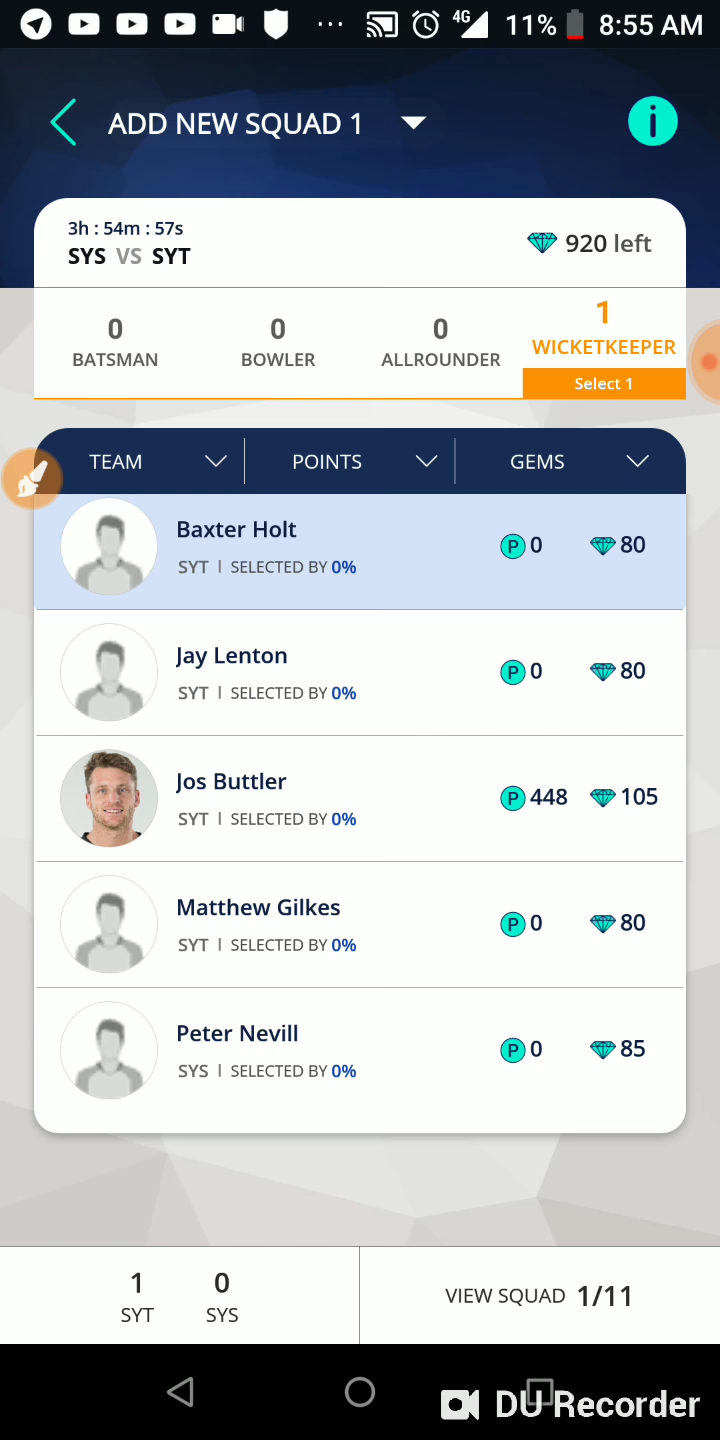 4G 11% 8:55 AM
ADD NEW SQUAD 1
i
3h : 54m : 57s
SYS VS SYT
920 left
0 0 0 1
BATSMAN BOWLER ALLROUNDER WICKETKEEPER
Select 1
TEAM POINTS GEMS
Baxter Holt
P 0 80
SYT | SELECTED BY 0%
Jay Lenton
P 0 80
SYT | SELECTED BY 0%
Jos Buttler
P 448 105
SYT | SELECTED BY 0%
Matthew Gilkes
P 0 80
SYT | SELECTED BY 0%
Peter Nevill
P 0 85
SYS | SELECTED BY 0%
1 0
SYT SYS
VIEW SQUAD 1/11
DU Recorder